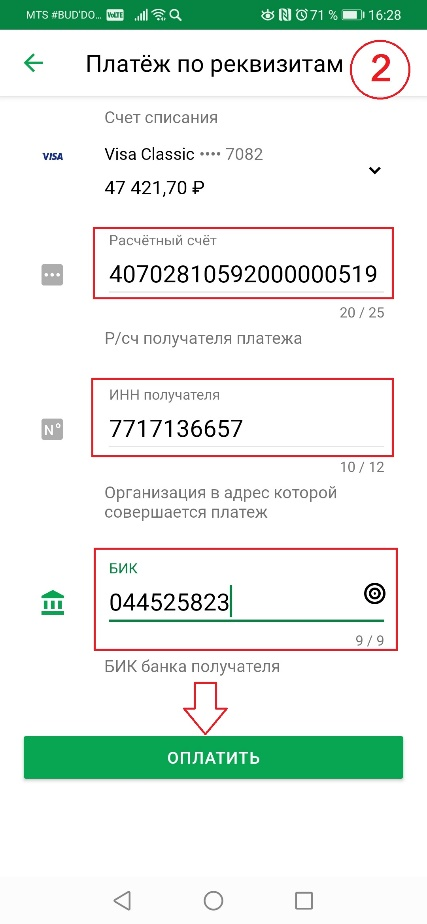 MTS #BUD'DO... VoLTE 71 % 16:28
Платёж по реквизитам 2
Счет списания
VISA Visa Classic •••• 7082
47 421,70 ₽
Расчётный счёт
40702810592000000519
20 / 25
Р/сч получателя платежа
ИНН получателя
N° 7717136657
10 / 12
Организация в адрес которой
совершается платеж
БИК
044525823
9 / 9
БИК банка получателя
ОПЛАТИТЬ